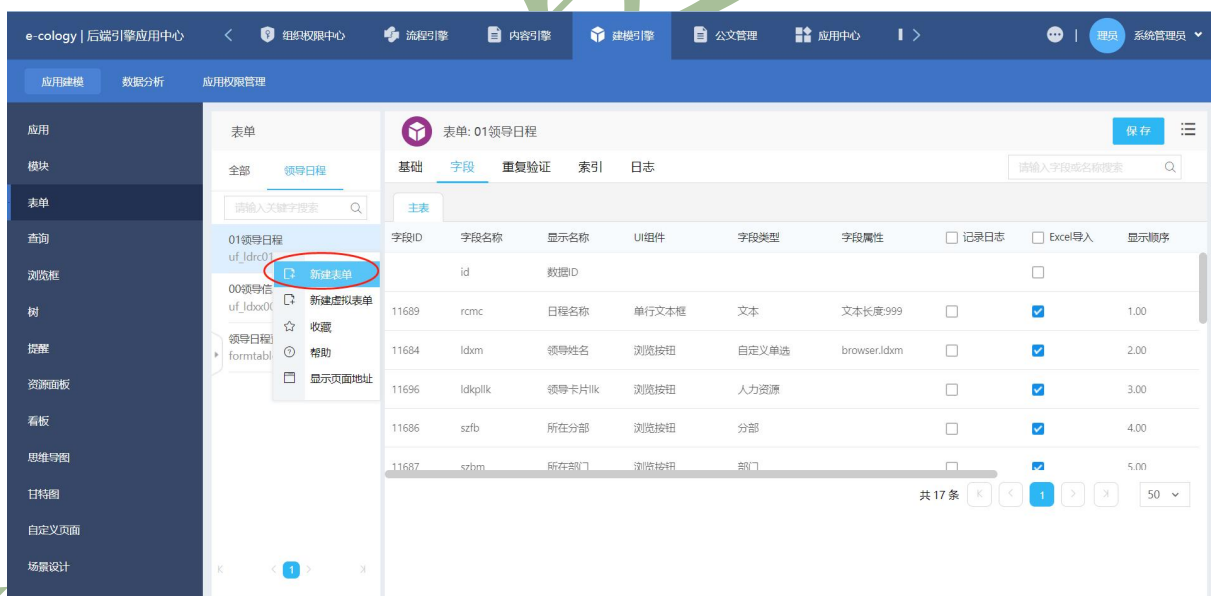 e-cology | 后端引擎应用中心 组织权限中心 流程引擎 内容引擎 建模引擎 公文管理 应用中心 理员 系统管理员
应用建模 数据分析 应用权限管理
应用
模块
表单
查询
浏览框
树
提醒
资源面板
看板
思维导图
甘特图
自定义页面
场景设计
表单
全部 领导日程
请输入关键字搜索
01领导日程
uf_ldrc01
00领导信
uf_ldxx00
领导日程
formtabl
新建表单
新建虚拟表单
收藏
帮助
显示页面地址
1
表单: 01领导日程 保存
基础 字段 重复验证 索引 日志 请输入字段或名称搜索
主表
字段ID 字段名称 显示名称 UI组件 字段类型 字段属性 记录日志 Excel导入 显示顺序
id 数据ID
11689 rcmc 日程名称 单行文本框 文本 文本长度:999 1.00
11684 ldxm 领导姓名 浏览按钮 自定义单选 browser.ldxm 2.00
11696 ldkpllk 领导卡片llk 浏览按钮 人力资源 3.00
11686 szfb 所在分部 浏览按钮 分部 4.00
11687 szbm 所在部门 浏览按钮 部门 5.00
共17条 1 50